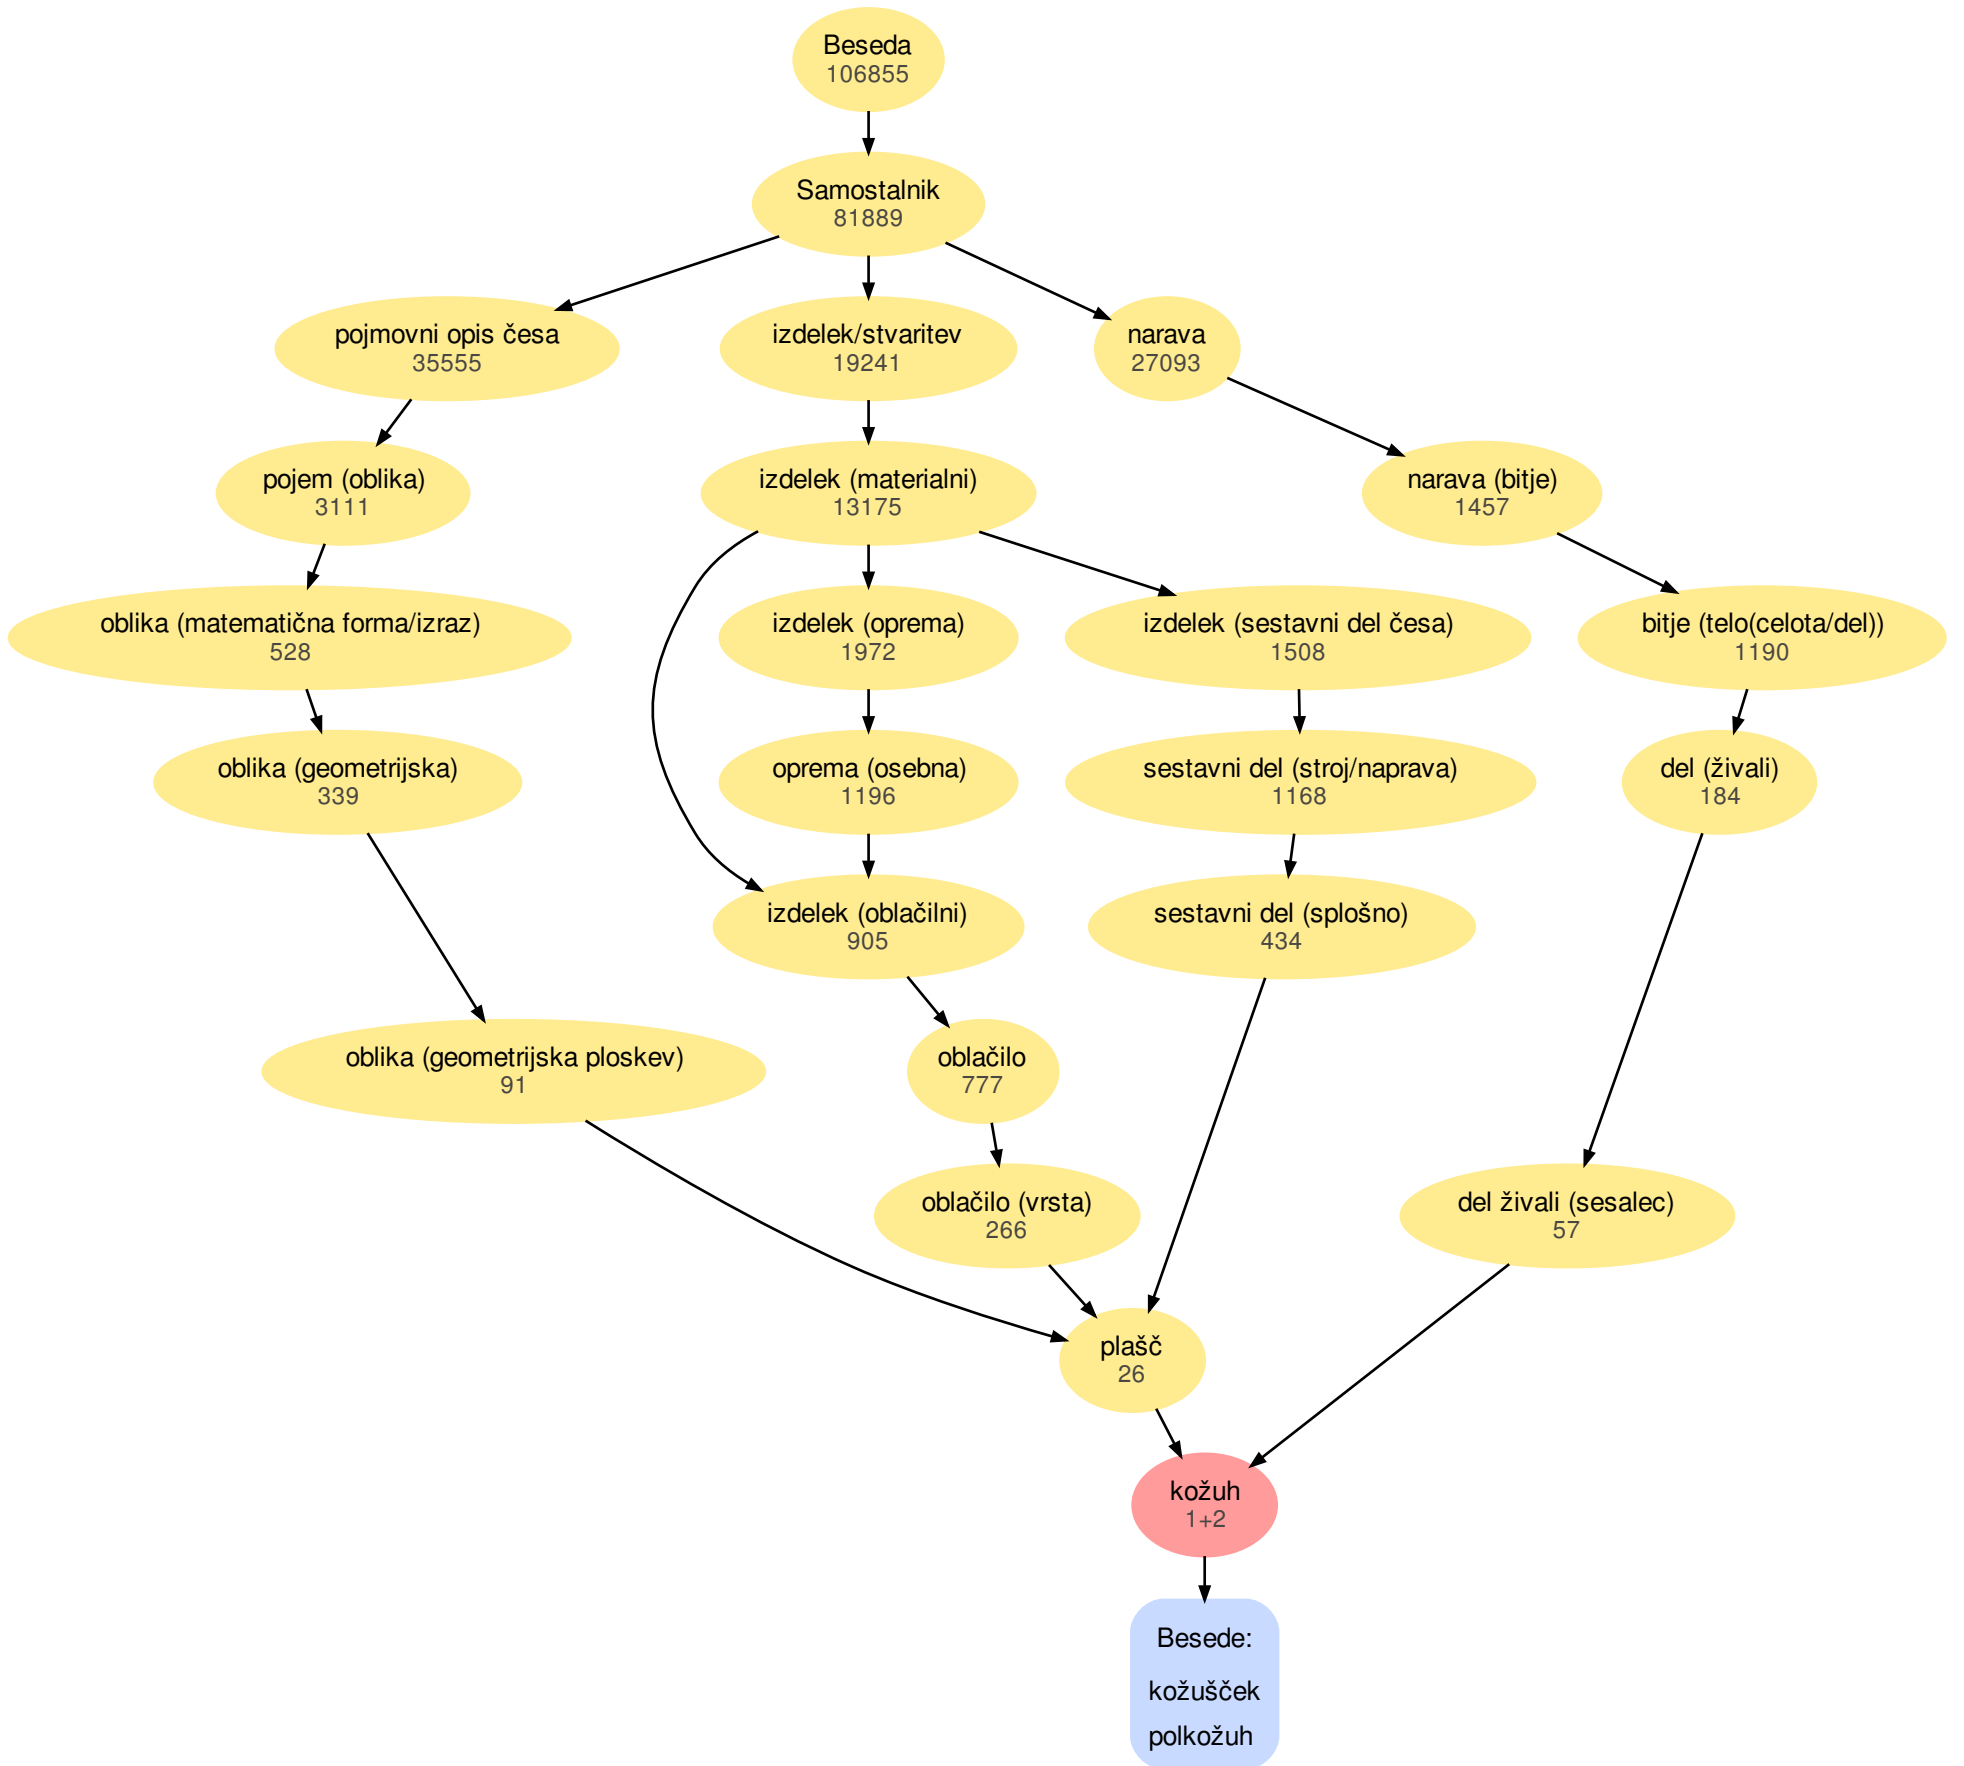 Beseda
106855
Samostalnik
81889
pojmovni opis česa
35555
izdelek/stvaritev
19241
narava
27093
pojem (oblika)
3111
izdelek (materialni)
13175
narava (bitje)
1457
oblika (matematična forma/izraz)
528
izdelek (oprema)
1972
izdelek (sestavni del česa)
1508
bitje (telo(celota/del))
1190
oblika (geometrijska)
339
oprema (osebna)
1196
sestavni del (stroj/naprava)
1168
del (živali)
184
izdelek (oblačilni)
905
sestavni del (splošno)
434
oblika (geometrijska ploskev)
91
oblačilo
777
oblačilo (vrsta)
266
del živali (sesalec)
57
plašč
26
kožuh
1+2
Besede:
kožušček
polkožuh